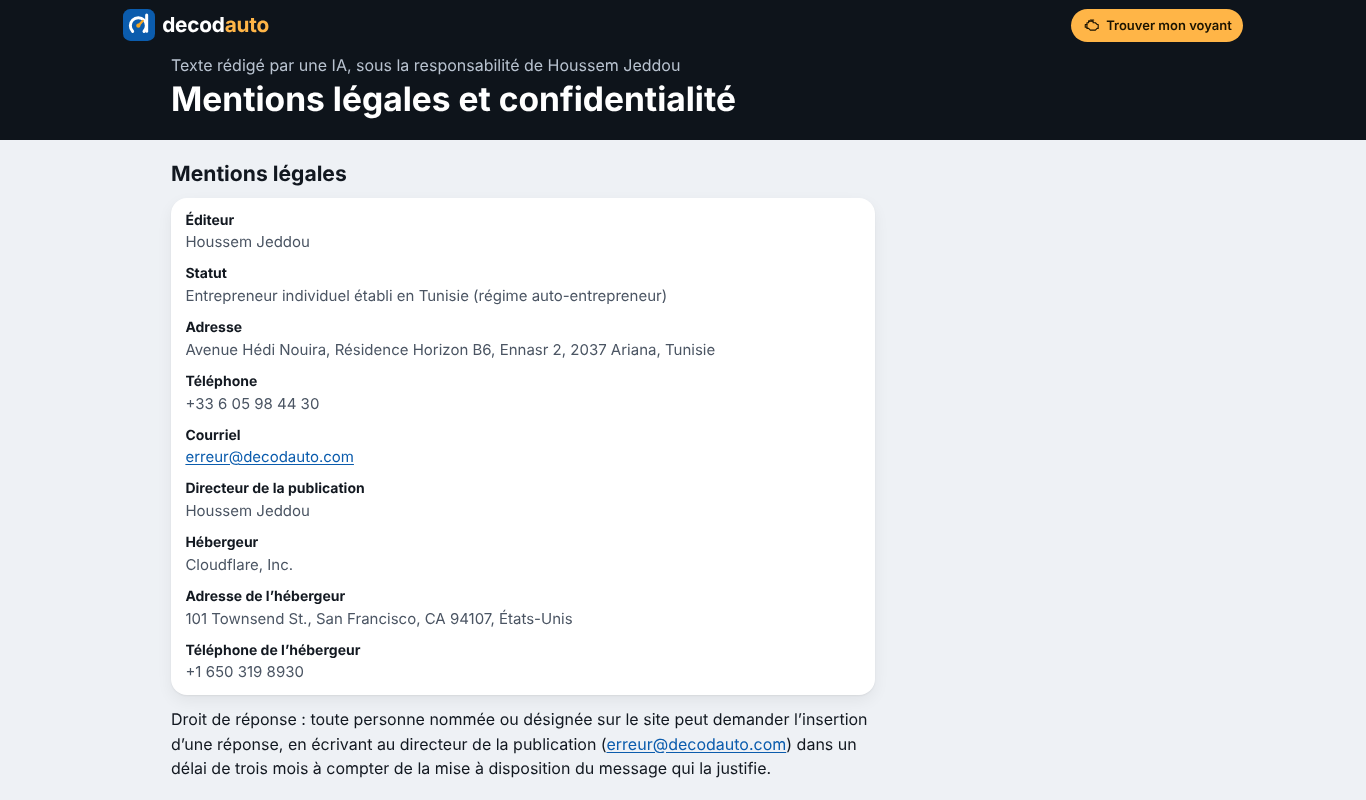 decodauto
Trouver mon voyant
Texte rédigé par une IA, sous la responsabilité de Houssem Jeddou
Mentions légales et confidentialité
Mentions légales
Éditeur
Houssem Jeddou
Statut
Entrepreneur individuel établi en Tunisie (régime auto-entrepreneur)
Adresse
Avenue Hédi Nouira, Résidence Horizon B6, Ennasr 2, 2037 Ariana, Tunisie
Téléphone
+33 6 05 98 44 30
Courriel
erreur@decodauto.com
Directeur de la publication
Houssem Jeddou
Hébergeur
Cloudflare, Inc.
Adresse de l’hébergeur
101 Townsend St., San Francisco, CA 94107, États-Unis
Téléphone de l’hébergeur
+1 650 319 8930
Droit de réponse : toute personne nommée ou désignée sur le site peut demander l’insertion
d’une réponse, en écrivant au directeur de la publication (erreur@decodauto.com) dans un
délai de trois mois à compter de la mise à disposition du message qui la justifie.